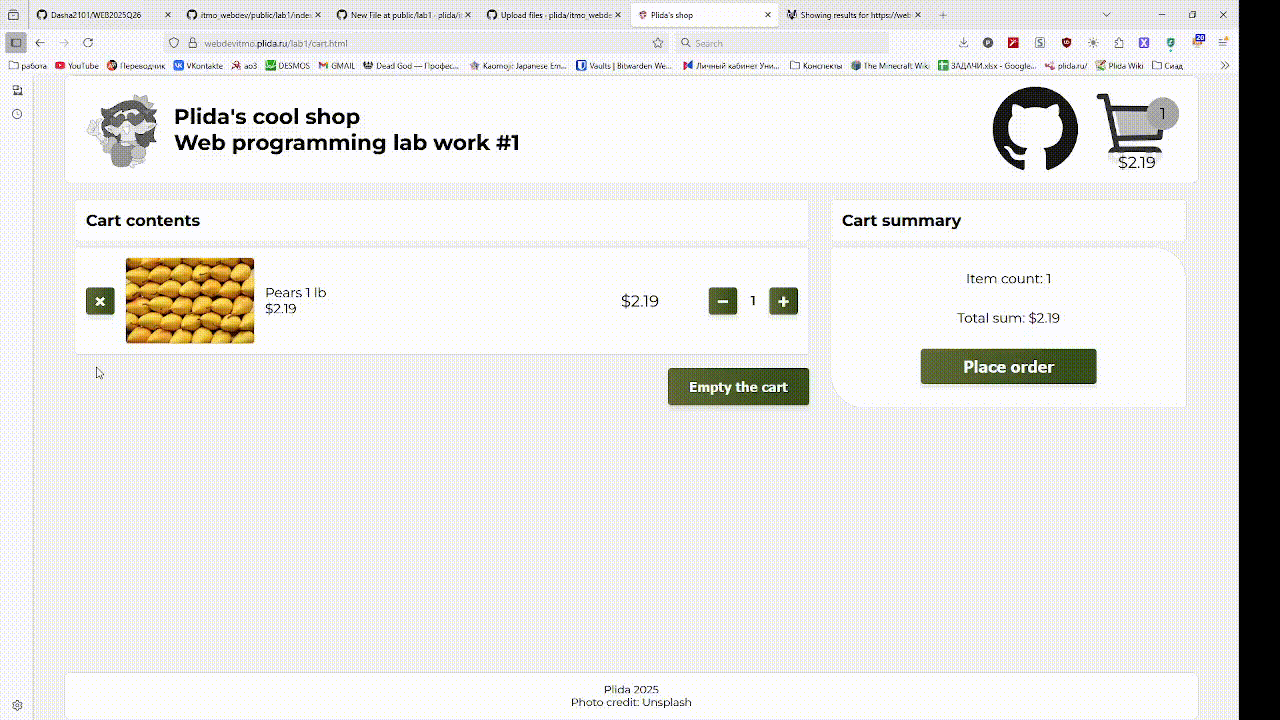 Dasha2101/WEB2025Q26
itmo_webdev/public/lab1/index
New File at public/lab1 - plida/it
Upload files - plida/itmo_webde
Plida's shop
Showing results for https://web
webdevitmo.plida.ru/lab1/cart.html
Search
20
работа
YouTube
Переводчик
VKontakte
ao3
DESMOS
GMAIL
Dead God — Профес...
Kaomoji: Japanese Em...
Vaults | Bitwarden We...
Личный кабинет Уни...
Конспекты
The Minecraft Wiki
ЗАДАЧИ.xlsx - Google...
plida.ru/
Plida Wiki
Сиад
Plida's cool shop
Web programming lab work #1
1
$2.19
Cart contents
Pears 1 lb
$2.19
$2.19
− 1 +
Empty the cart
Cart summary
Item count: 1
Total sum: $2.19
Place order
Plida 2025
Photo credit: Unsplash